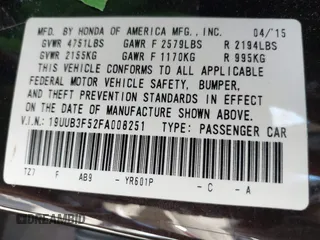 MFD. BY HONDA OF AMERICA MFG., INC. 04/15
GVWR 4751LBS GAWR F 2579LBS R 2194LBS
GVWR 2155KG GAWR F 1170KG R 995KG
THIS VEHICLE CONFORMS TO ALL APPLICABLE
FEDERAL MOTOR VEHICLE SAFETY, BUMPER,
AND THEFT PREVENTION STANDARDS IN EFFECT
ON THE DATE OF MANUFACTURE SHOWN ABOVE.
V.I.N.: 19UUB3F52FA008251 TYPE: PASSENGER CAR
TZ7 F AB9 - YR601P - C - A
DREAMBID